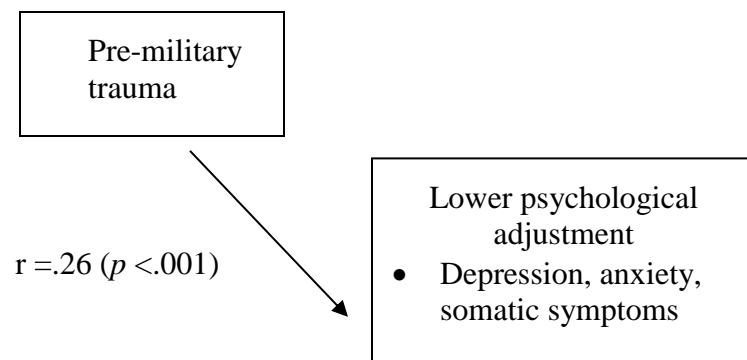 Pre-military
trauma
Lower psychological
adjustment
• Depression, anxiety,
somatic symptoms
r =.26 (p <.001)